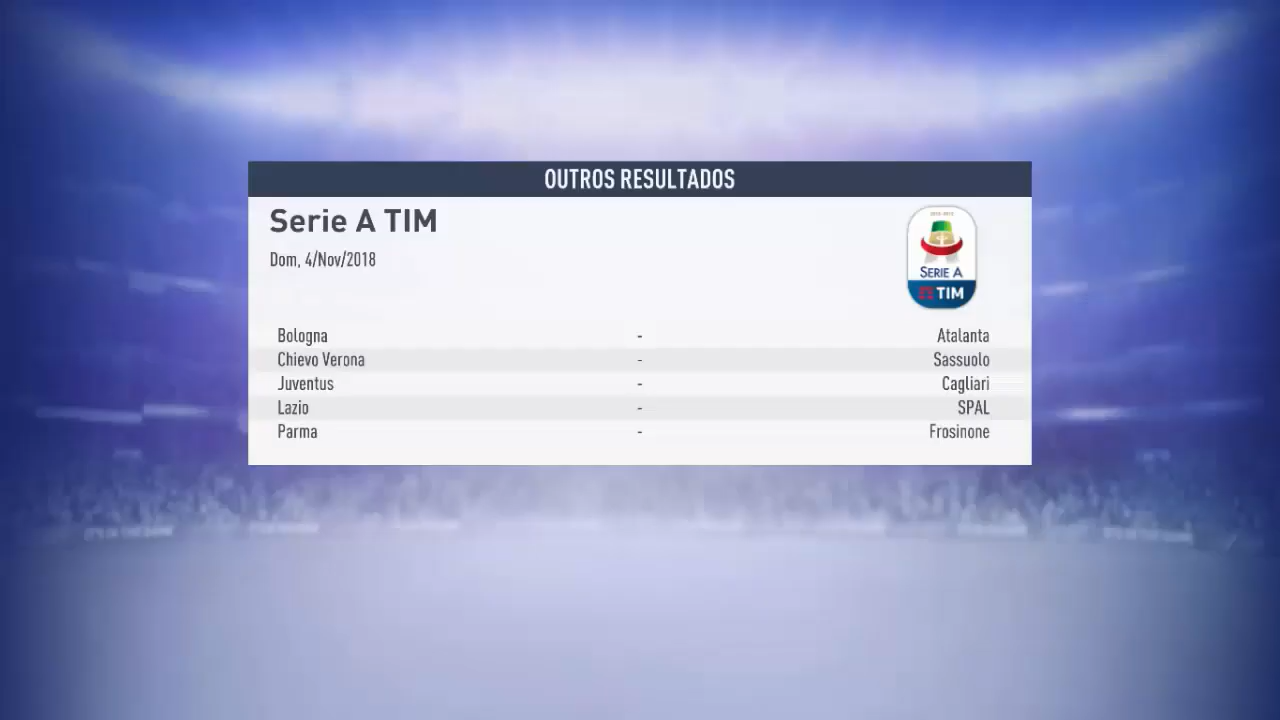 OUTROS RESULTADOS
Serie A TIM
Dom, 4/Nov/2018
SERIE A
TIM
Bologna - Atalanta
Chievo Verona - Sassuolo
Juventus - Cagliari
Lazio - SPAL
Parma - Frosinone